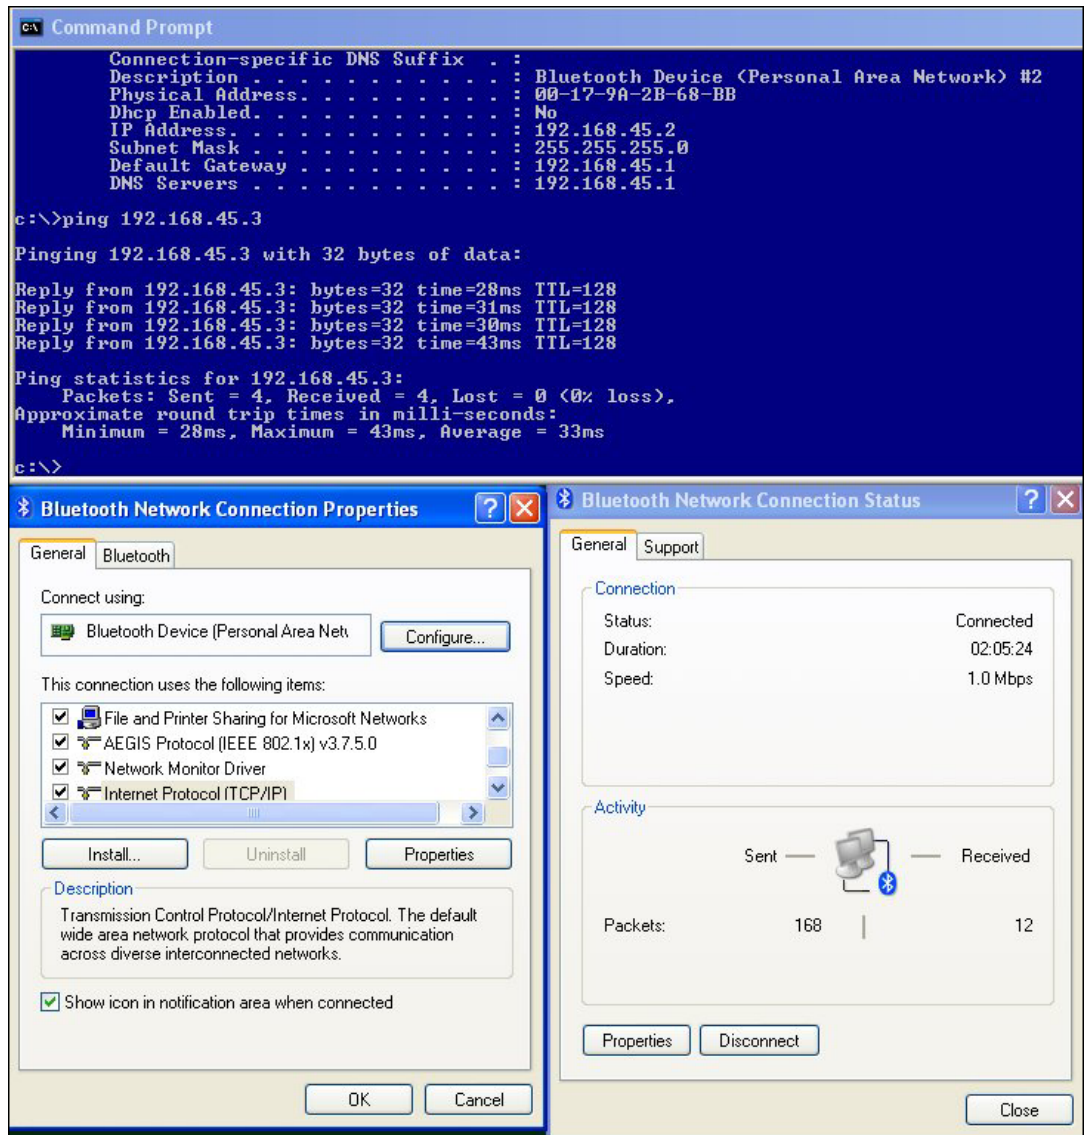 Command Prompt
Connection-specific DNS Suffix  . :
Description . . . . . . . . . . . : Bluetooth Device (Personal Area Network) #2
Physical Address. . . . . . . . . : 00-17-9A-2B-68-BB
Dhcp Enabled. . . . . . . . . . . : No
IP Address. . . . . . . . . . . . : 192.168.45.2
Subnet Mask . . . . . . . . . . . : 255.255.255.0
Default Gateway . . . . . . . . . : 192.168.45.1
DNS Servers . . . . . . . . . . . : 192.168.45.1
c:\>ping 192.168.45.3
Pinging 192.168.45.3 with 32 bytes of data:
Reply from 192.168.45.3: bytes=32 time=28ms TTL=128
Reply from 192.168.45.3: bytes=32 time=31ms TTL=128
Reply from 192.168.45.3: bytes=32 time=30ms TTL=128
Reply from 192.168.45.3: bytes=32 time=43ms TTL=128
Ping statistics for 192.168.45.3:
Packets: Sent = 4, Received = 4, Lost = 0 (0% loss),
Approximate round trip times in milli-seconds:
Minimum = 28ms, Maximum = 43ms, Average = 33ms
c:\>
Bluetooth Network Connection Properties
General Bluetooth
Connect using:
Bluetooth Device (Personal Area Netw
Configure...
This connection uses the following items:
File and Printer Sharing for Microsoft Networks
AEGIS Protocol (IEEE 802.1x) v3.7.5.0
Network Monitor Driver
Internet Protocol (TCP/IP)
Install... Uninstall Properties
Description
Transmission Control Protocol/Internet Protocol. The default
wide area network protocol that provides communication
across diverse interconnected networks.
Show icon in notification area when connected
OK Cancel
Bluetooth Network Connection Status
General Support
Connection
Status: Connected
Duration: 02:05:24
Speed: 1.0 Mbps
Activity
Sent — — Received
Packets: 168 | 12
Properties Disconnect
Close